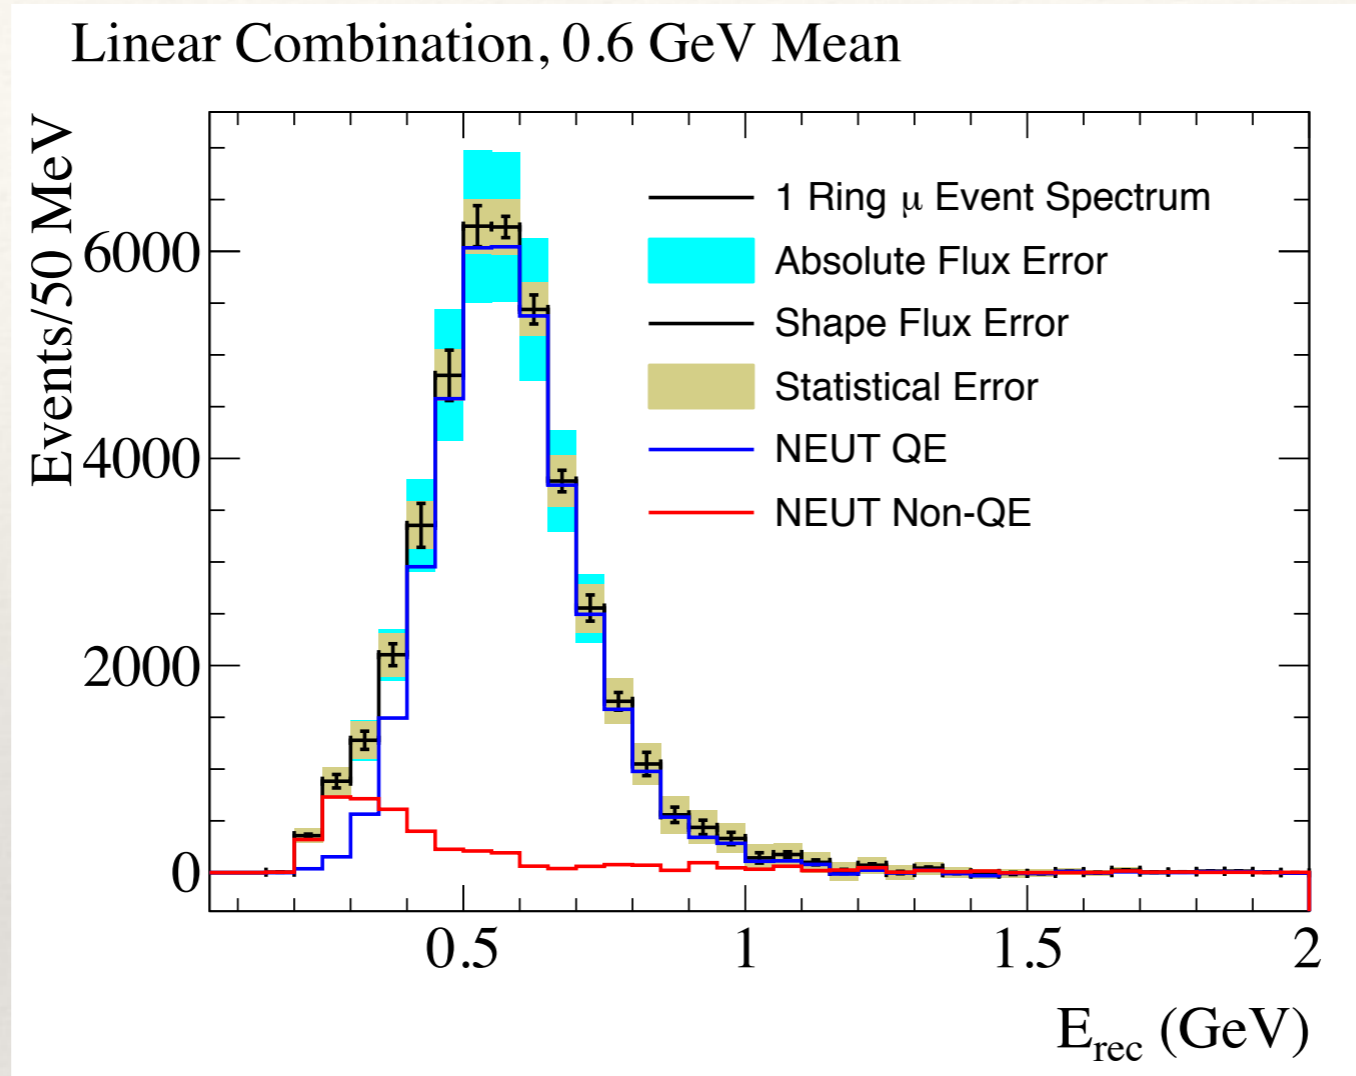 Linear Combination, 0.6 GeV Mean
Events/50 MeV
6000
4000
2000
0
1 Ring μ Event Spectrum
Absolute Flux Error
Shape Flux Error
Statistical Error
NEUT QE
NEUT Non-QE
0.5 1 1.5 2
E_rec (GeV)